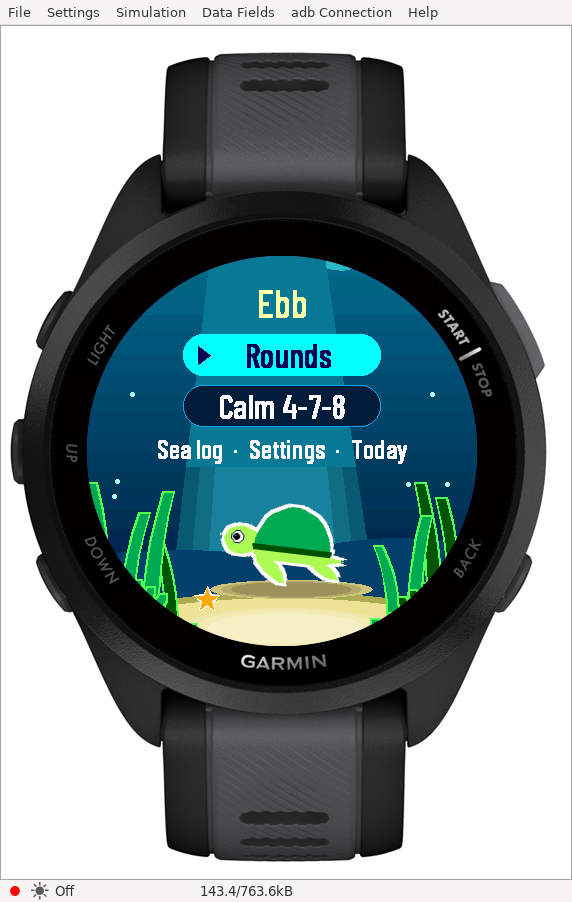 File Settings Simulation Data Fields adb Connection Help
LIGHT
START
STOP
UP
DOWN
BACK
Ebb
Rounds
Calm 4-7-8
Sea log · Settings · Today
GARMIN
Off 143.4/763.6kB